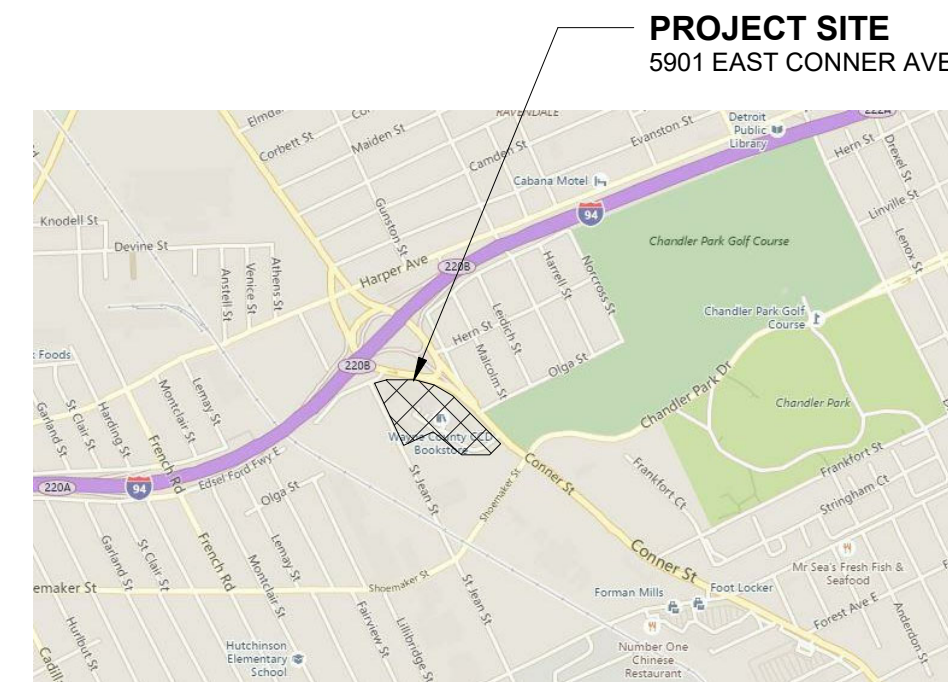 PROJECT SITE
5901 EAST CONNER AVE
RAVENDALE
222A
Elmd
Co
Corbett St
Maiden St
Camden St
Evanston St
Detroit
Public
Library
Hern St
Drexel St
Linville St
Lenox St
Cabana Motel
94
Knodell St
Devine St
Gunston St
Harper Ave
220B
Chandler Park Golf Course
Anstell St
Venice St
Athens St
Harrell St
Norcross St
Leidich St
Hern St
Malcolm St
Olga St
Chandler Park Golf
Course
Foods
220B
Chandler Park Dr
Chandler Park
Garland St
St Clair St
Harding St
Montclair St
Lemay St
French Rd
Wayne County CCD
Bookstore
Conner St
Shoemaker St
St Jean St
Frankfort St
Frankfort Ct
Stringham Ct
220A
94
Edsel Ford Fwy E
Olga St
Garland St
St Clair St
French Rd
Lemay St
Montclair St
Conner St
Mr Sea's Fresh Fish &
Seafood
emaker St
Shoemaker St
St Jean St
Forman Mills
Foot Locker
Forest Ave E
Anderdon St
Hurlbut St
Cadill
Fairview St
Lillibridge St
Hutchinson
Elementary
School
Number One
Chinese
Restaurant